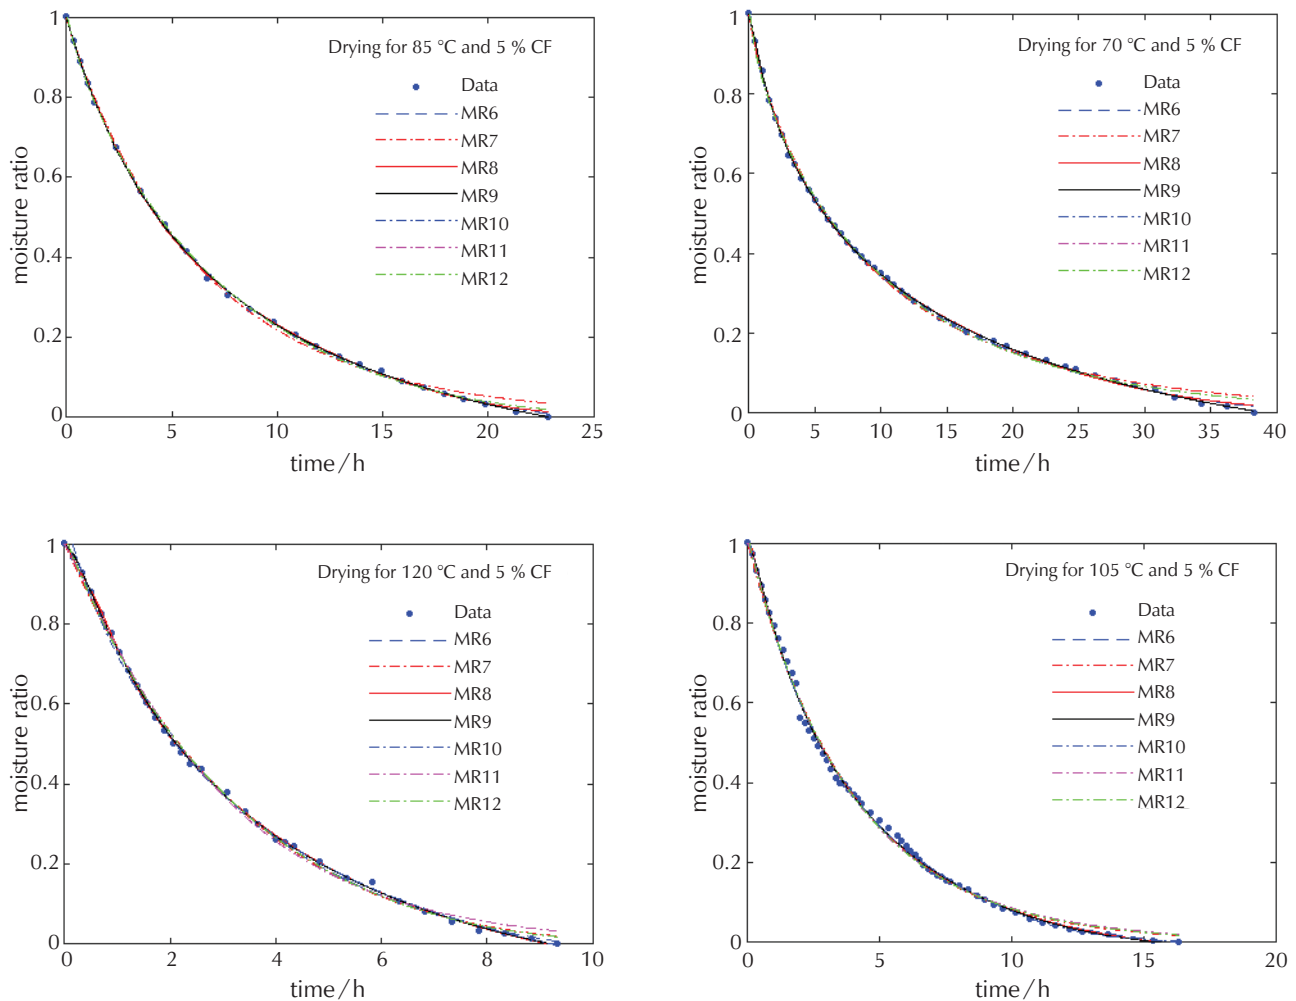 Drying for 85 °C and 5 % CF
Data
MR6
MR7
MR8
MR9
MR10
MR11
MR12
moisture ratio
1
0.8
0.6
0.4
0.2
0
0 5 10 15 20 25
time/h
Drying for 70 °C and 5 % CF
Data
MR6
MR7
MR8
MR9
MR10
MR11
MR12
moisture ratio
1
0.8
0.6
0.4
0.2
0
0 5 10 15 20 25 30 35 40
time/h
Drying for 120 °C and 5 % CF
Data
MR6
MR7
MR8
MR9
MR10
MR11
MR12
moisture ratio
1
0.8
0.6
0.4
0.2
0
0 2 4 6 8 10
time/h
Drying for 105 °C and 5 % CF
Data
MR6
MR7
MR8
MR9
MR10
MR11
MR12
moisture ratio
1
0.8
0.6
0.4
0.2
0
0 5 10 15 20
time/h